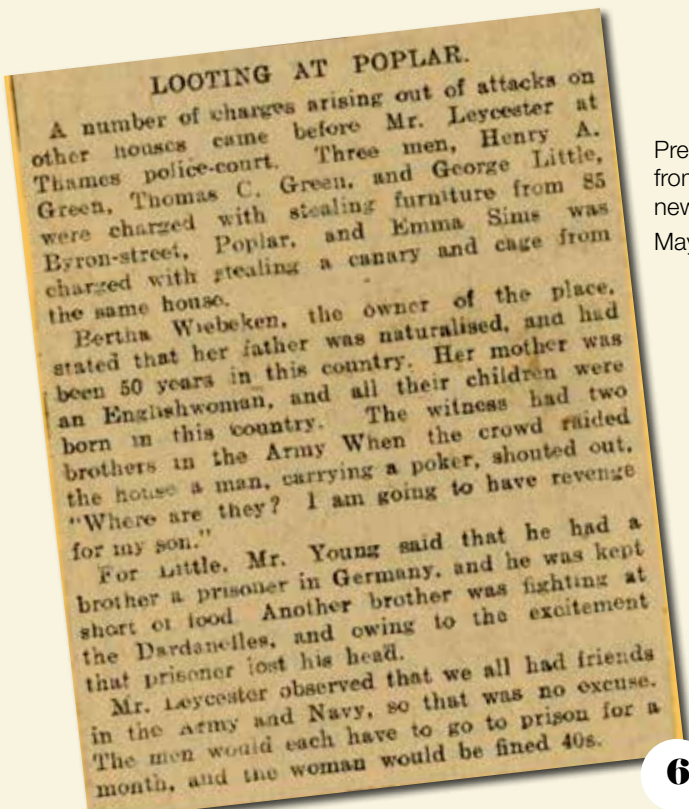 LOOTING AT POPLAR.
A number of charges arising out of attacks on
other houses came before Mr. Leycester at
Thames police-court. Three men, Henry A.
Green, Thomas C. Green, and George Little,
were charged with stealing furniture from 85
Byron-street, Poplar, and Emma Sims was
charged with stealing a canary and cage from
the same house.
Bertha Wiebeken, the owner of the place,
stated that her father was naturalised, and had
been 50 years in this country. Her mother was
an Englishwoman, and all their children were
born in this country. The witness had two
brothers in the Army When the crowd raided
the house a man, carrying a poker, shouted out,
"Where are they? I am going to have revenge
for my son."
For Little, Mr. Young said that he had a
brother a prisoner in Germany, and he was kept
short of food Another brother was fighting at
the Dardanelles, and owing to the excitement
that prisoner lost his head.
Mr. Leycester observed that we all had friends
in the Army and Navy, so that was no excuse.
The men would each have to go to prison for a
month, and the woman would be fined 40s.
Pre
from
new
May
6